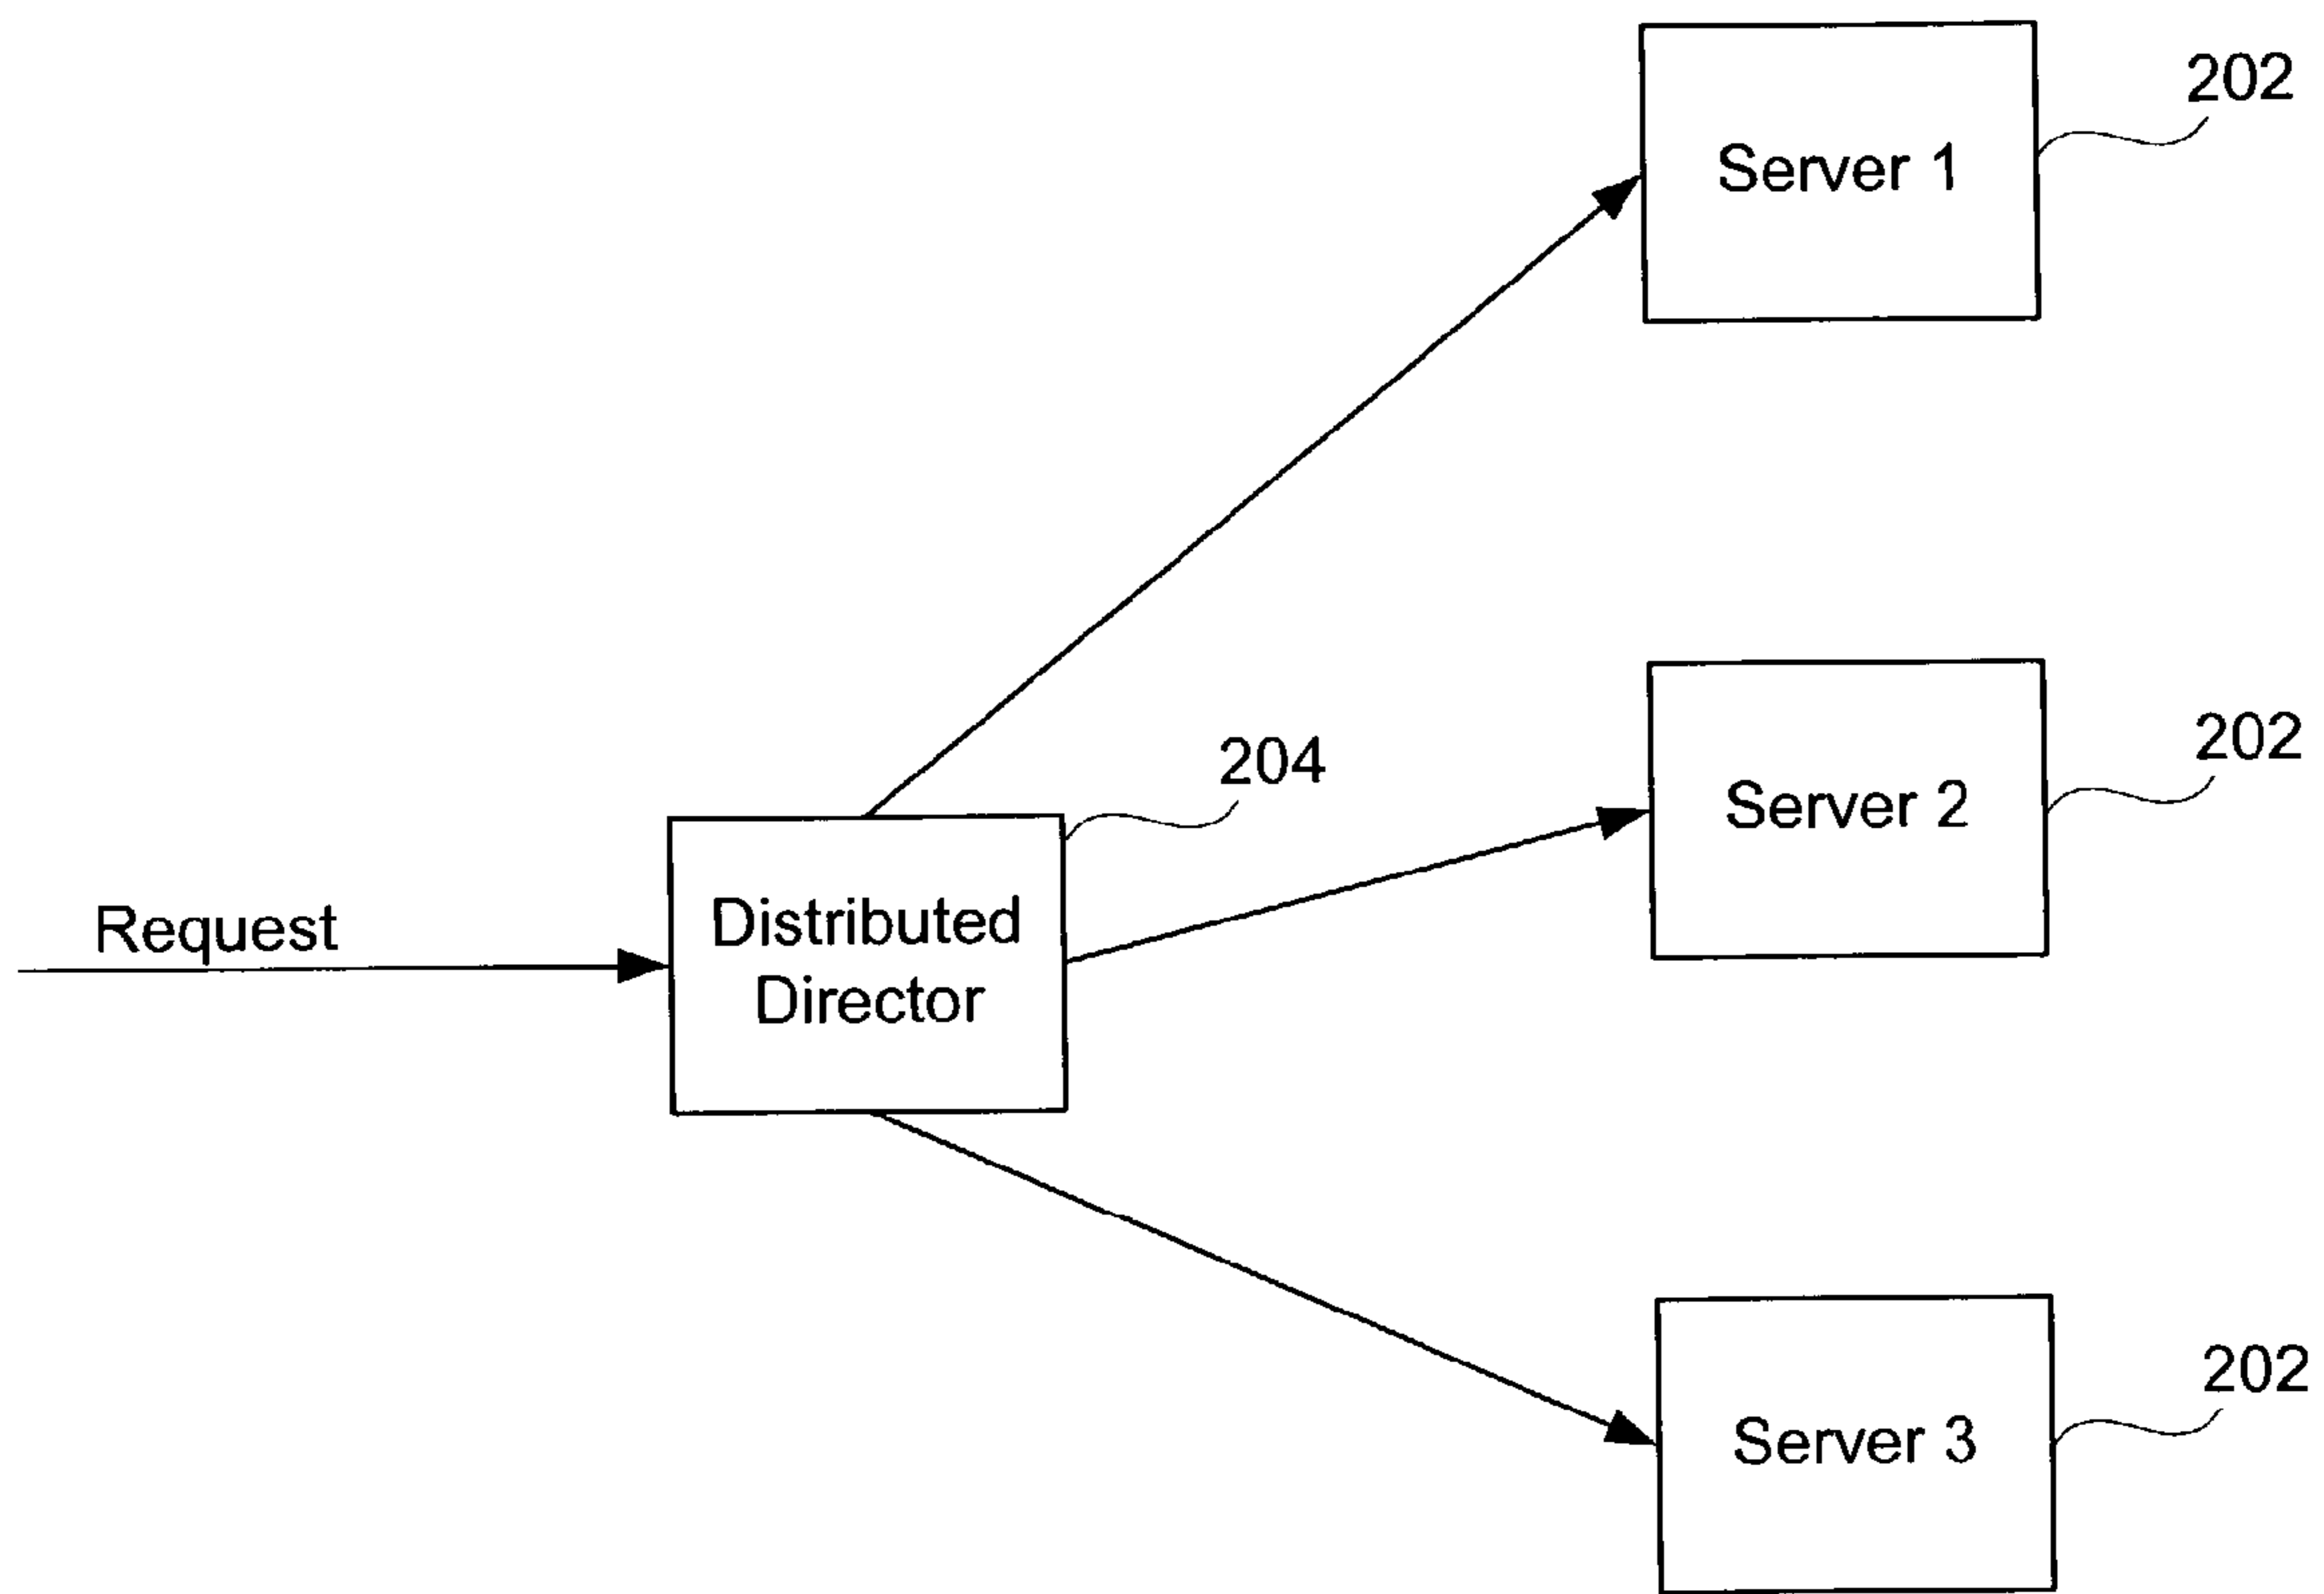 202
Server 1
202
Server 2
204
Request
Distributed
Director
202
Server 3